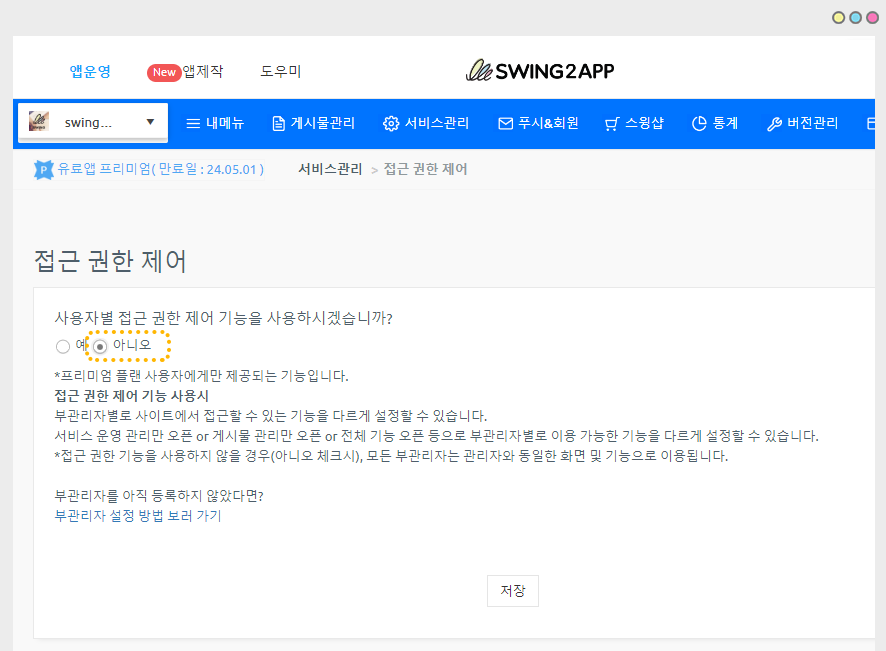 앱운영 New 앱제작 도우미 SWING2APP
swing... 내메뉴 게시물관리 서비스관리 푸시&회원 스윙샵 통계 버전관리
P 유료앱 프리미엄( 만료일 : 24.05.01 ) 서비스관리 > 접근 권한 제어
접근 권한 제어
사용자별 접근 권한 제어 기능을 사용하시겠습니까?
예 아니오
*프리미엄 플랜 사용자에게만 제공되는 기능입니다.
접근 권한 제어 기능 사용시
부관리자별로 사이트에서 접근할 수 있는 기능을 다르게 설정할 수 있습니다.
서비스 운영 관리만 오픈 or 게시물 관리만 오픈 or 전체 기능 오픈 등으로 부관리자별로 이용 가능한 기능을 다르게 설정할 수 있습니다.
*접근 권한 기능을 사용하지 않을 경우(아니오 체크시), 모든 부관리자는 관리자와 동일한 화면 및 기능으로 이용됩니다.
부관리자를 아직 등록하지 않았다면?
부관리자 설정 방법 보러 가기
저장